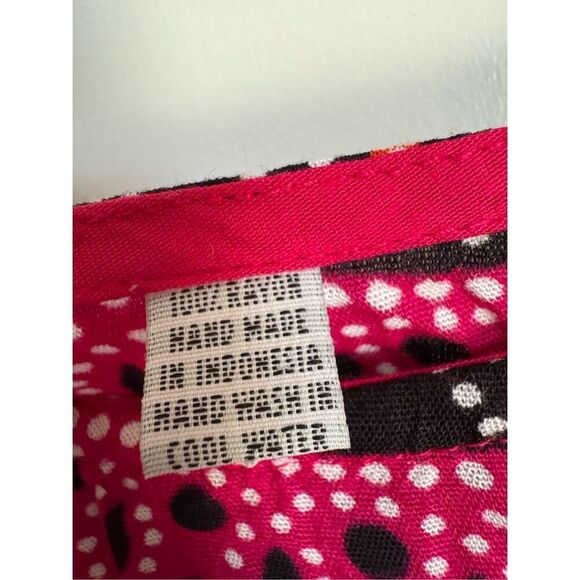 100% RAYON
HAND MADE
IN INDONESIA
HAND WASH IN
COOL WATER